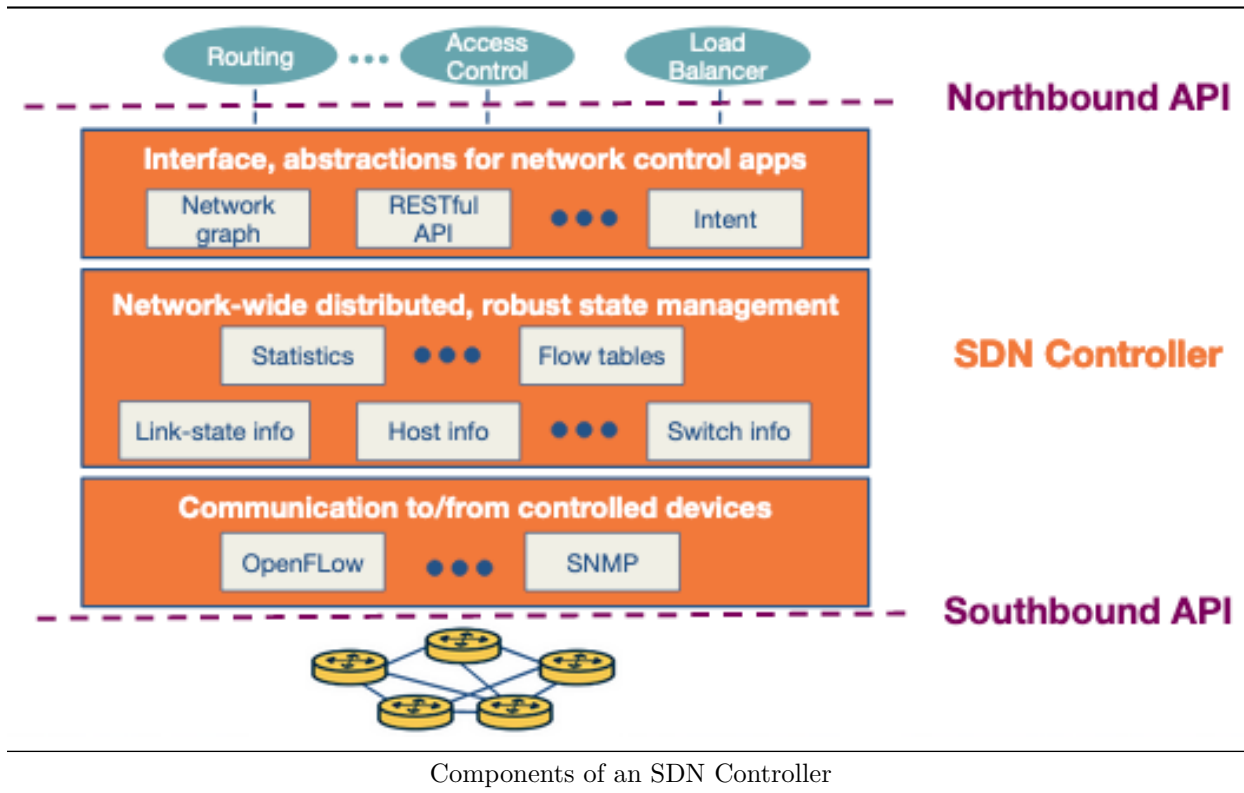 Routing
Access
Control
Load
Balancer
Northbound API
Interface, abstractions for network control apps
Network
graph
RESTful
API
Intent
Network-wide distributed, robust state management
Statistics
Flow tables
SDN Controller
Link-state info
Host info
Switch info
Communication to/from controlled devices
OpenFLow
SNMP
Southbound API
Components of an SDN Controller